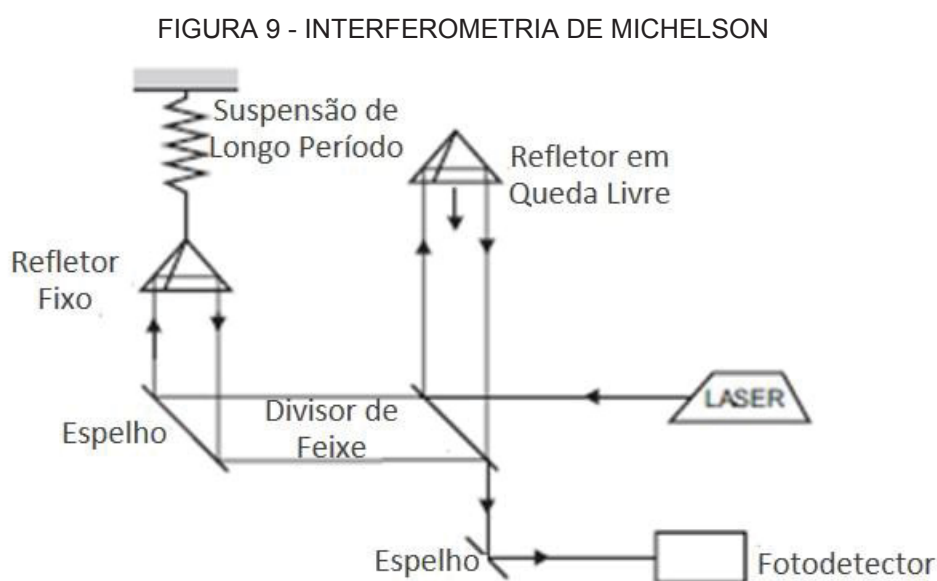 FIGURA 9 - INTERFEROMETRIA DE MICHELSON
Suspensão de
Longo Período
Refletor em
Queda Livre
Refletor
Fixo
LASER
Divisor de
Feixe
Espelho
Espelho
Fotodetector